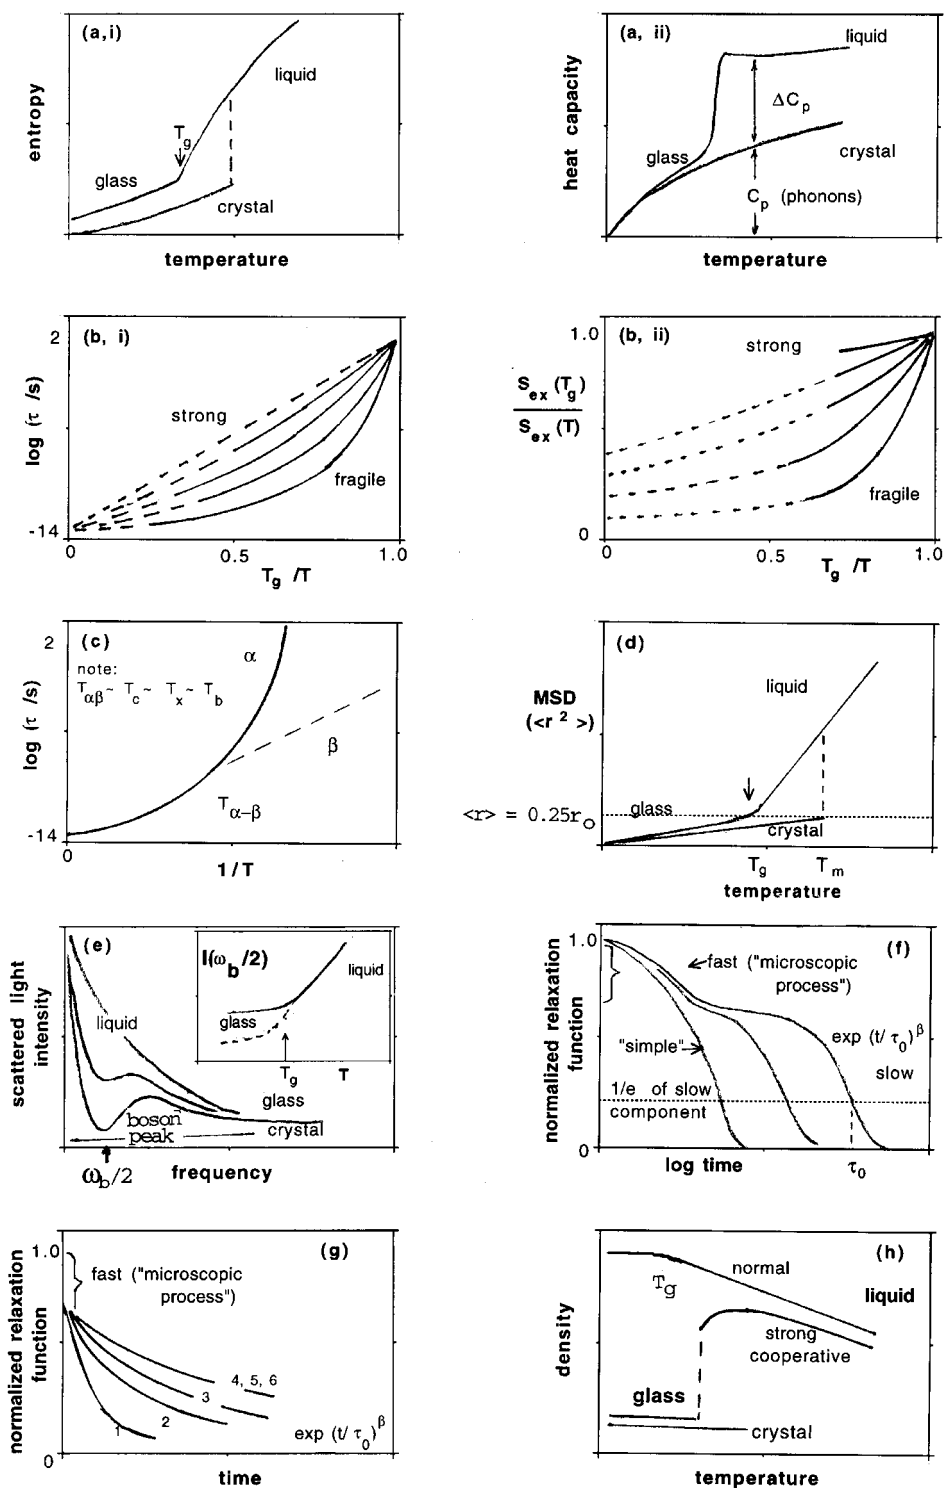 (a,i)
entropy
liquid
T g
glass
crystal
temperature
(a, ii)
heat capacity
liquid
ΔC p
glass
crystal
C p (phonons)
temperature
(b, i)
2
log (τ /s)
strong
fragile
-14
0
0.5
1.0
T g /T
(b, ii)
1.0
strong
S ex (T g )
S ex (T)
fragile
0
0
0.5
1.0
T g /T
(c)
2
α
note:
T αβ ~ T c ~ T x ~ T b
log (τ /s)
β
T α–β
-14
0
1/T
(d)
MSD
(<r 2 >)
liquid
glass
<r> = 0.25r o
crystal
T g
T m
temperature
(e)
I(ω b /2)
liquid
glass
T g
T
scattered light
intensity
liquid
glass
crystal
boson
peak
ω b /2
frequency
(f)
1.0
normalized relaxation
function
fast ("microscopic
process")
"simple"
exp (t/ τ 0 ) β
slow
1/e of slow
component
0
log time
τ 0
(g)
normalized relaxation
function
1.0
fast ("microscopic
process")
4, 5, 6
3
2
1
exp (t/ τ 0 ) β
0
time
(h)
density
T g
normal
liquid
strong
cooperative
glass
crystal
temperature